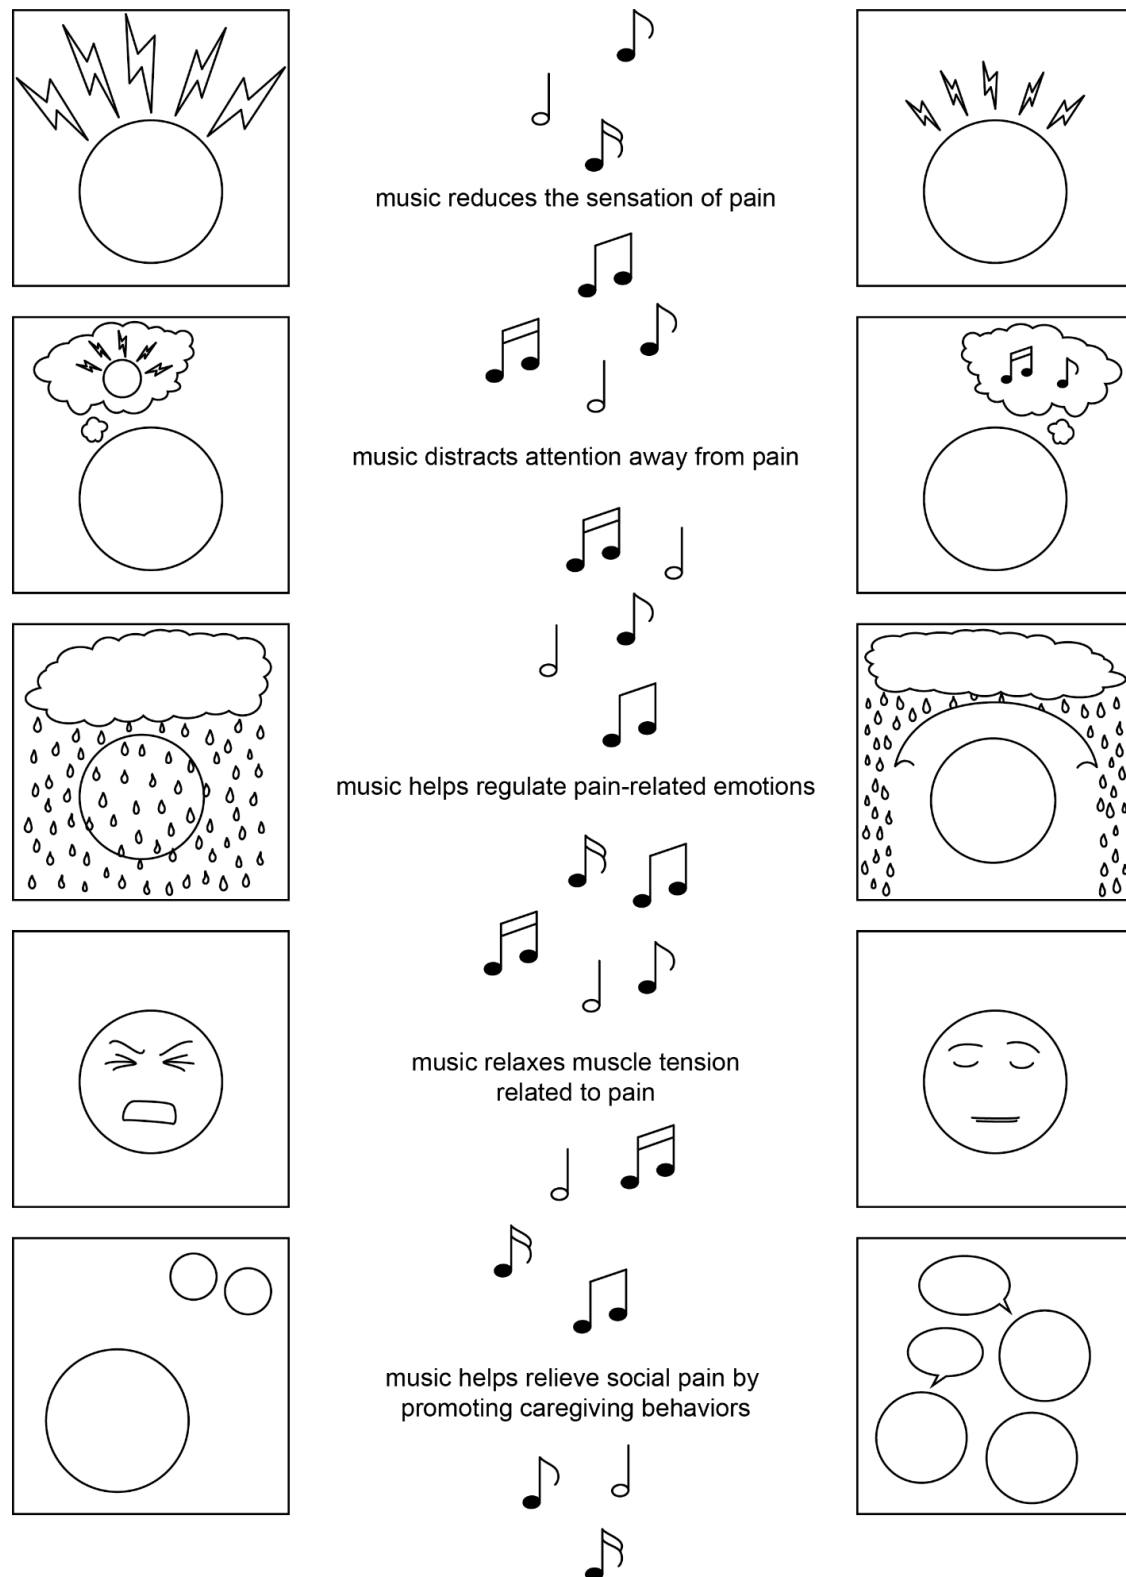 music reduces the sensation of pain
music distracts attention away from pain
music helps regulate pain-related emotions
music relaxes muscle tension
related to pain
music helps relieve social pain by
promoting caregiving behaviors